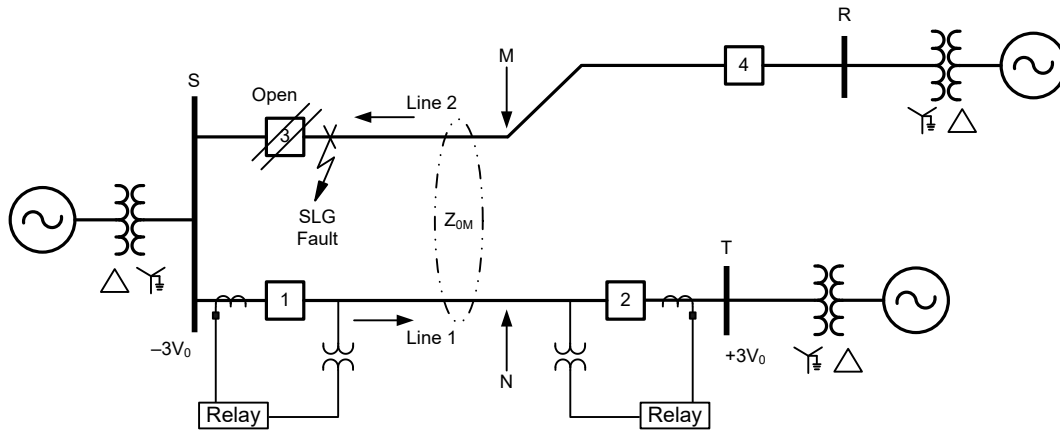 R
M
4
S
Open
Line 2
3
SLG
Fault
Z0M
T
1
2
Line 1
–3V0
+3V0
N
Relay
Relay